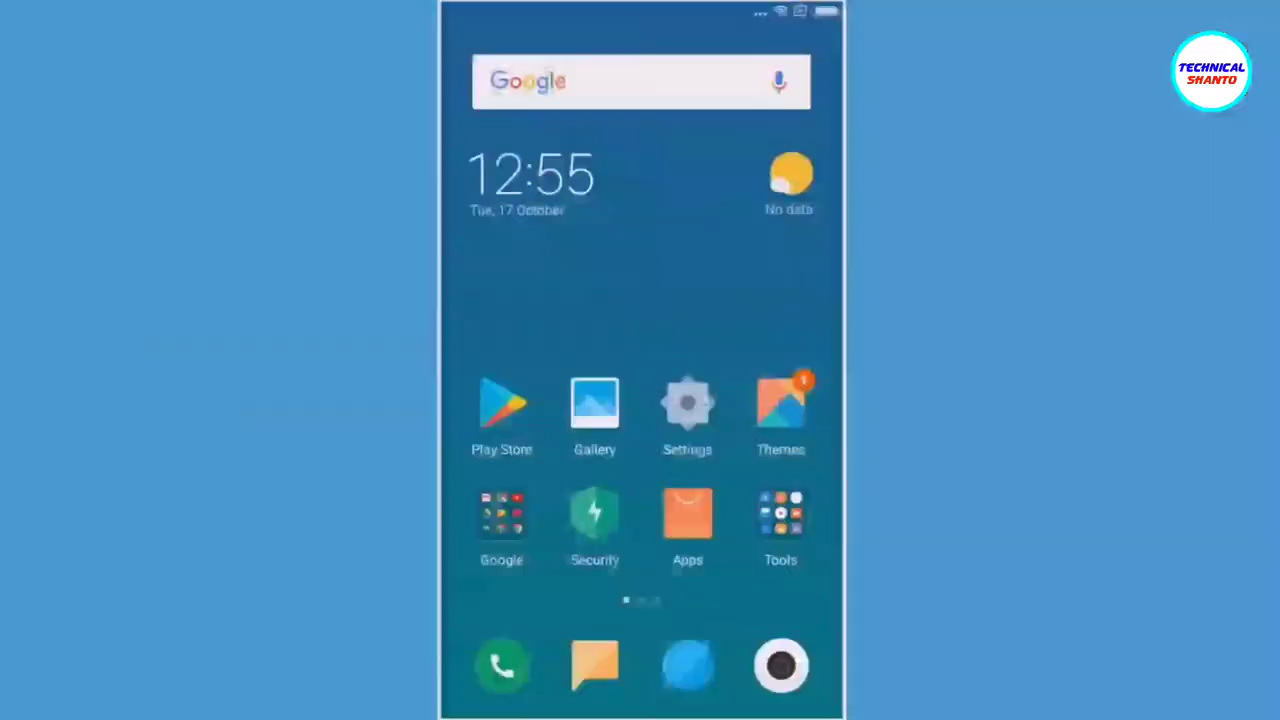 TECHNICAL
SHANTO
Google
12:55
Tue, 17 October
No data
1
Play Store
Gallery
Settings
Themes
Google
Security
Apps
Tools